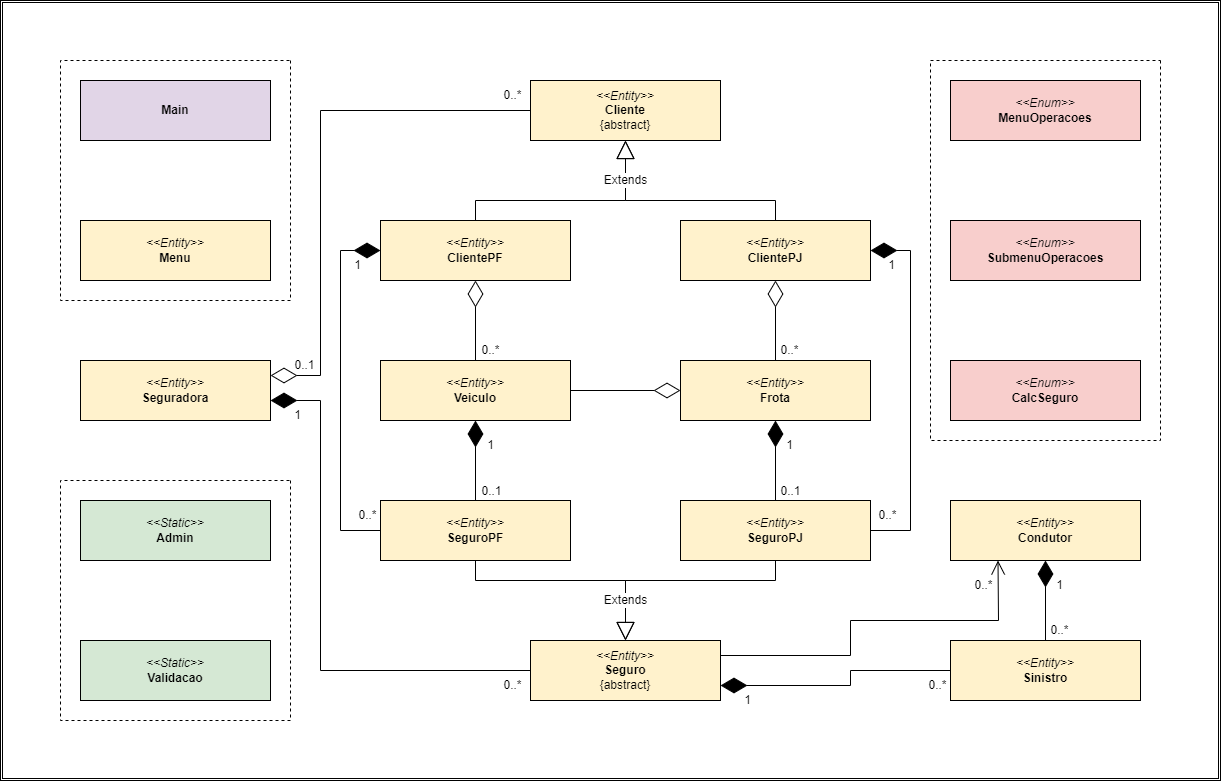 0..*
<<Entity>>
Cliente
{abstract}
Main
<<Enum>>
MenuOperacoes
Extends
<<Entity>>
Menu
<<Entity>>
ClientePF
<<Entity>>
ClientePJ
<<Enum>>
SubmenuOperacoes
1
1
0..*
0..*
0..1
<<Entity>>
Seguradora
<<Entity>>
Veiculo
<<Entity>>
Frota
<<Enum>>
CalcSeguro
1
1
1
0..1
0..1
0..*
0..*
<<Static>>
Admin
<<Entity>>
SeguroPF
<<Entity>>
SeguroPJ
<<Entity>>
Condutor
0..*
1
Extends
0..*
<<Static>>
Validacao
<<Entity>>
Seguro
{abstract}
<<Entity>>
Sinistro
0..*
1
0..*